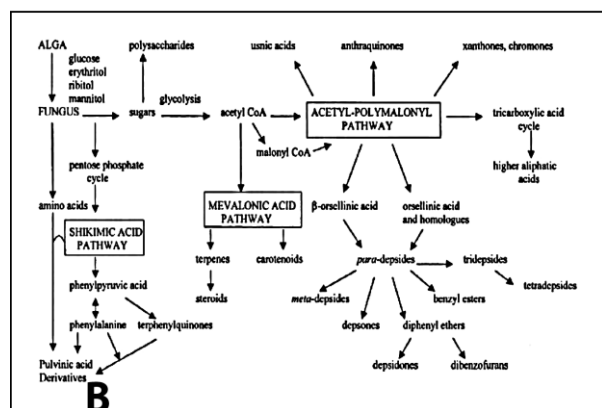 ALGA
polysaccharides
usnic acids
anthraquinones
xanthones, chromones
glucose
erythritol
ribitol
mannitol
FUNGUS
sugars
glycolysis
acetyl CoA
ACETYL-POLYMALONYL
PATHWAY
tricarboxylic acid
cycle
malonyl CoA
pentose phosphate
cycle
higher aliphatic
acids
amino acids
MEVALONIC ACID
PATHWAY
β-orsellinic acid
orsellinic acid
and homologues
SHIKIMIC ACID
PATHWAY
terpenes
carotenoids
para-depsides
tridepsides
phenylpyruvic acid
steroids
meta-depsides
benzyl esters
tetradepsides
phenylalanine
terphenylquinones
depsones
diphenyl ethers
Pulvinic acid
Derivatives
depsidones
dibenzofurans
B